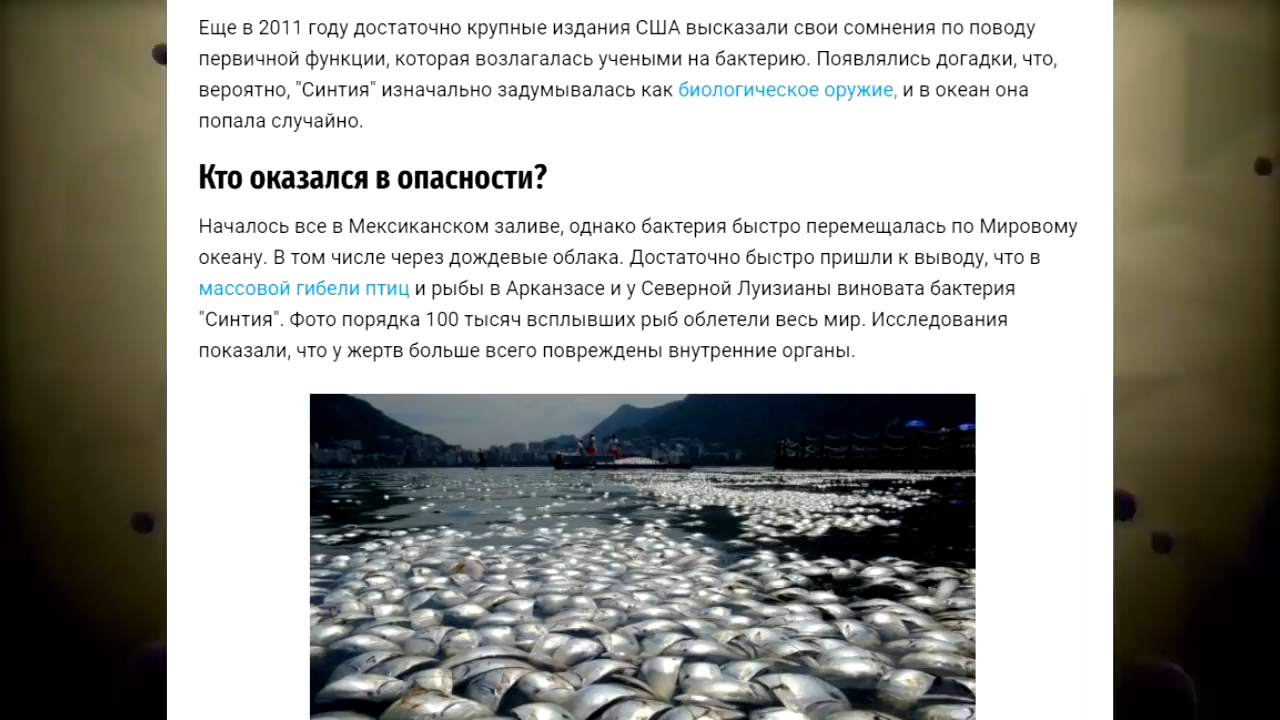 Еще в 2011 году достаточно крупные издания США высказали свои сомнения по поводу
первичной функции, которая возлагалась учеными на бактерию. Появлялись догадки, что,
вероятно, "Синтия" изначально задумывалась как биологическое оружие, и в океан она
попала случайно.
Кто оказался в опасности?
Началось все в Мексиканском заливе, однако бактерия быстро перемещалась по Мировому
океану. В том числе через дождевые облака. Достаточно быстро пришли к выводу, что в
массовой гибели птиц и рыбы в Арканзасе и у Северной Луизианы виновата бактерия
"Синтия". Фото порядка 100 тысяч всплывших рыб облетели весь мир. Исследования
показали, что у жертв больше всего повреждены внутренние органы.